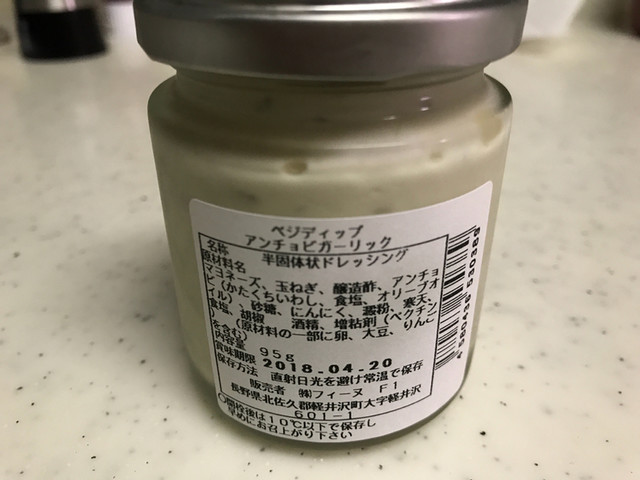 ベジディップ
アンチョビガーリック
名称 半固体状ドレッシング
原材料名
マヨネーズ、玉ねぎ、醸造酢、アンチョ
ビ（かたくちいわし、食塩、オリーブオ
イル）、砂糖、にんにく、澱粉、寒天、
食塩、胡椒 酒精、増粘剤（ペクチン
）、（原材料の一部に卵、大豆、りんご
を含む）
内容量 95g
賞味期限 2018.04.20
保存方法 直射日光を避け常温で保存
販売者 ㈱フィーヌ F1
長野県北佐久郡軽井沢町大字軽井沢
601-1
○開栓後は10℃以下で保存し
早めにお召上がり下さい